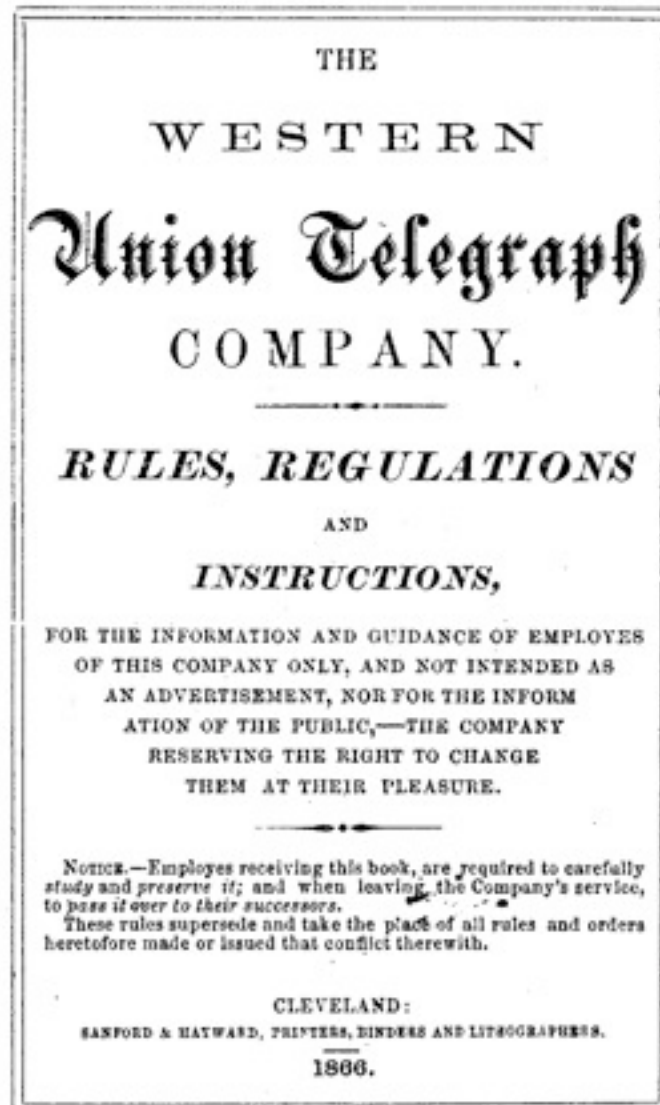 THE
WESTERN
Union Telegraph
COMPANY.
RULES, REGULATIONS
AND
INSTRUCTIONS,
FOR THE INFORMATION AND GUIDANCE OF EMPLOYES
OF THIS COMPANY ONLY, AND NOT INTENDED AS
AN ADVERTISEMENT, NOR FOR THE INFORM
ATION OF THE PUBLIC,—THE COMPANY
RESERVING THE RIGHT TO CHANGE
THEM AT THEIR PLEASURE.
NOTICE.—Employes receiving this book, are required to carefully
study and preserve it; and when leaving the Company's service,
to pass it over to their successors.
These rules supersede and take the place of all rules and orders
heretofore made or issued that conflict therewith.
CLEVELAND:
SANFORD & HAYWARD, PRINTERS, BINDERS AND LITHOGRAPHERS.
1866.